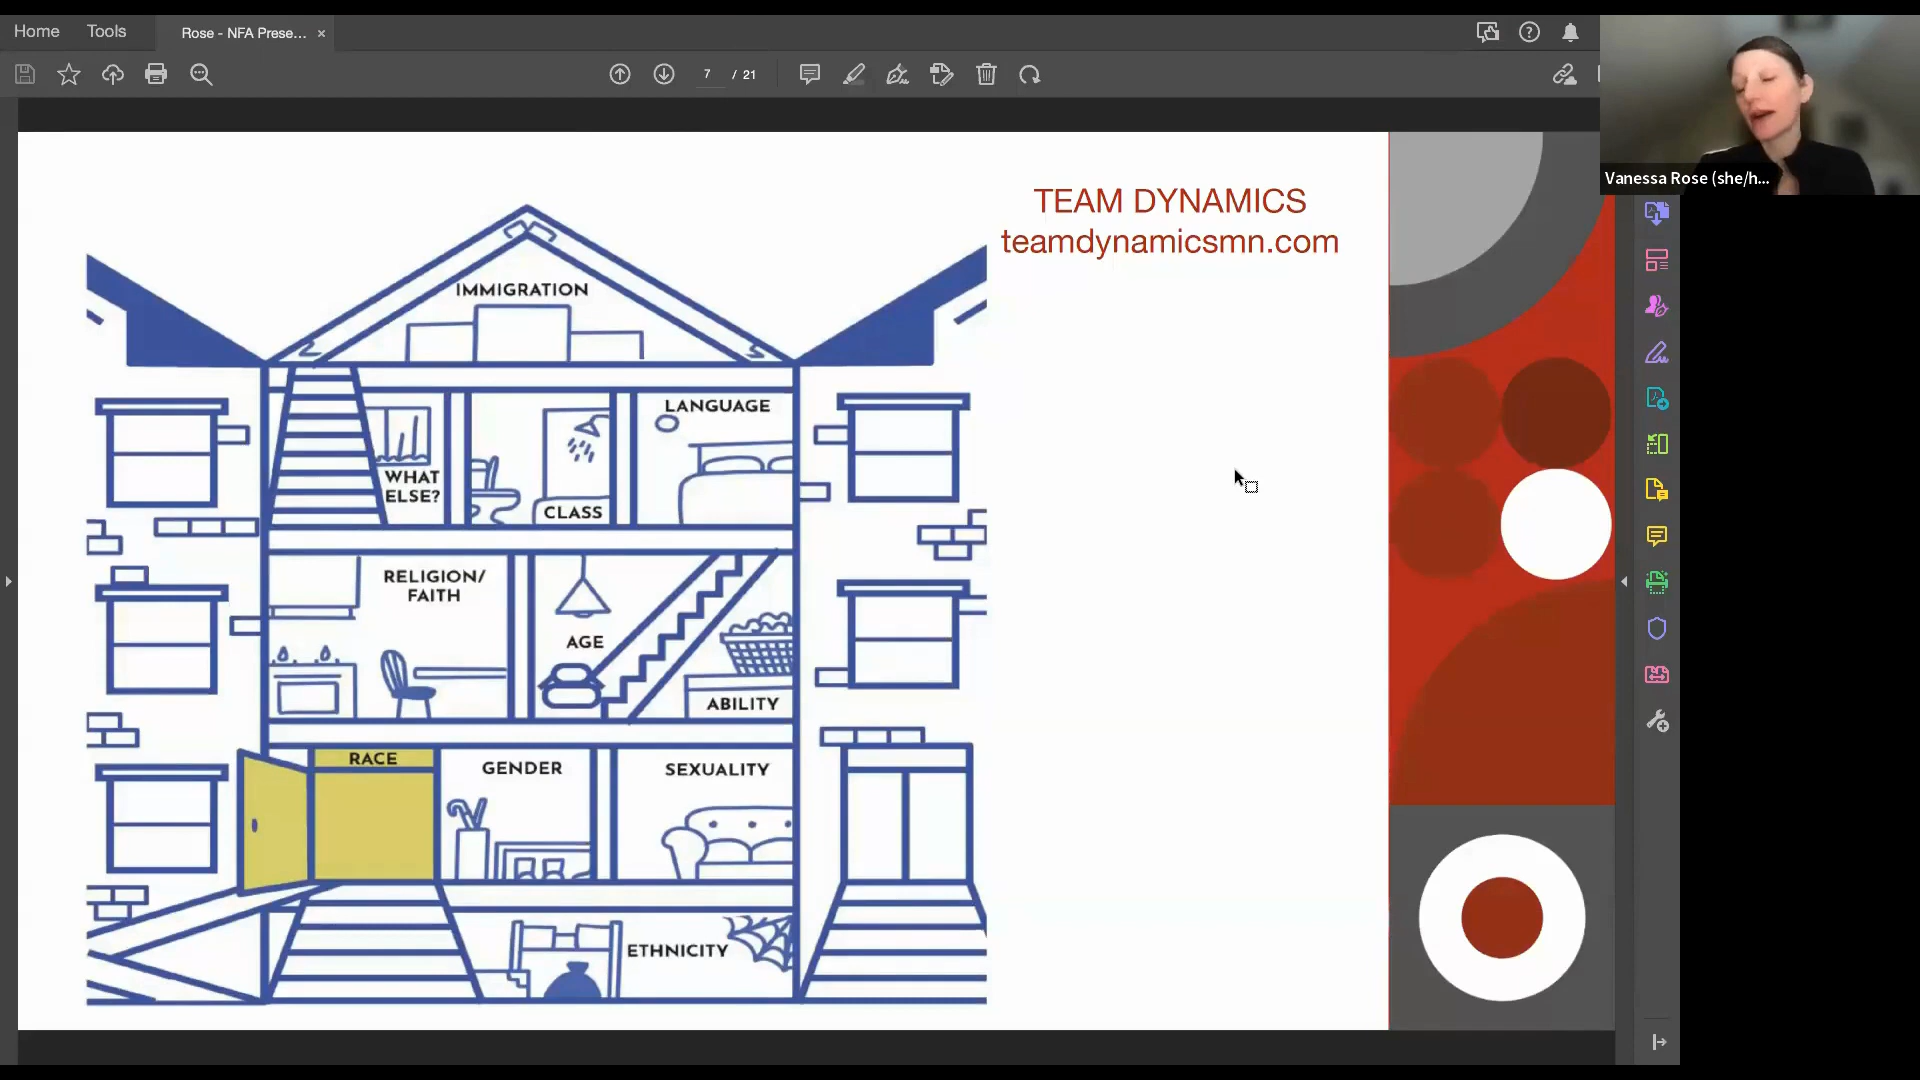 Home
Tools
Rose - NFA Prese...
×
7
/ 21
Vanessa Rose (she/h...
TEAM DYNAMICS
teamdynamicsmn.com
IMMIGRATION
LANGUAGE
WHAT
ELSE?
CLASS
RELIGION/
FAITH
AGE
ABILITY
RACE
GENDER
SEXUALITY
ETHNICITY